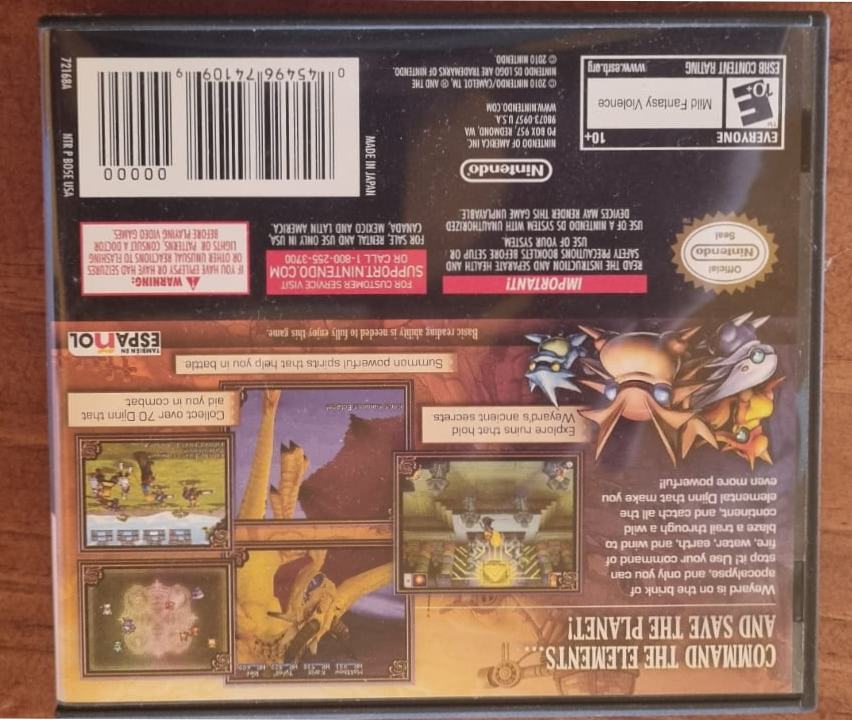 COMMAND THE ELEMENTS...
AND SAVE THE PLANET!
Weyard is on the brink of
apocalypse, and only you can
stop it! Use your command of
fire, water, earth, and wind to
blaze a trail through a wild
continent, and catch all the
elemental Djinn that make you
even more powerful!
Explore ruins that hold
Weyard's ancient secrets
Collect over 70 Djinn that
aid you in combat
Summon powerful spirits that help you in battle
Basic reading ability is needed to fully enjoy this game.
TAMBIÉN EN
ESPAÑOL
Official
Nintendo
Seal
IMPORTANT!
READ THE INSTRUCTION AND SEPARATE HEALTH AND
SAFETY PRECAUTIONS BOOKLETS BEFORE SETUP OR
USE OF YOUR SYSTEM.
USE OF A NINTENDO DS SYSTEM WITH UNAUTHORIZED
DEVICES MAY RENDER THIS GAME UNPLAYABLE.
FOR CUSTOMER SERVICE VISIT
SUPPORT.NINTENDO.COM
OR CALL 1-800-255-3700
FOR SALE, RENTAL AND USE ONLY IN USA,
CANADA, MEXICO AND LATIN AMERICA.
WARNING:
IF YOU HAVE EPILEPSY OR HAVE HAD SEIZURES
OR OTHER UNUSUAL REACTIONS TO FLASHING
LIGHTS OR PATTERNS, CONSULT A DOCTOR
BEFORE PLAYING VIDEO GAMES.
EVERYONE 10+
E
10+
Mild Fantasy Violence
ESRB CONTENT RATING www.esrb.org
Nintendo
NINTENDO OF AMERICA INC.
PO BOX 957, REDMOND, WA,
98073-0957 U.S.A.
WWW.NINTENDO.COM
© 2010 NINTENDO/CAMELOT. TM, ® AND THE
NINTENDO DS LOGO ARE TRADEMARKS OF NINTENDO.
© 2010 NINTENDO.
MADE IN JAPAN
00000
0 45496 74109 9
72168A
NTR P BOSE USA